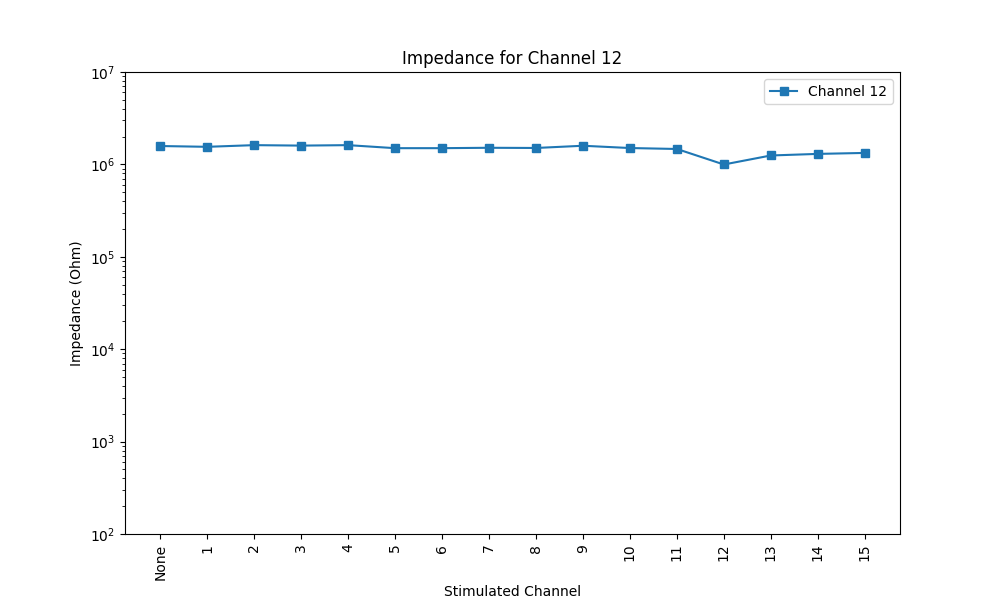 Impedance for Channel 12
Channel 12
Impedance (Ohm)
10⁷
10⁶
10⁵
10⁴
10³
10²
None 1 2 3 4 5 6 7 8 9 10 11 12 13 14 15
Stimulated Channel